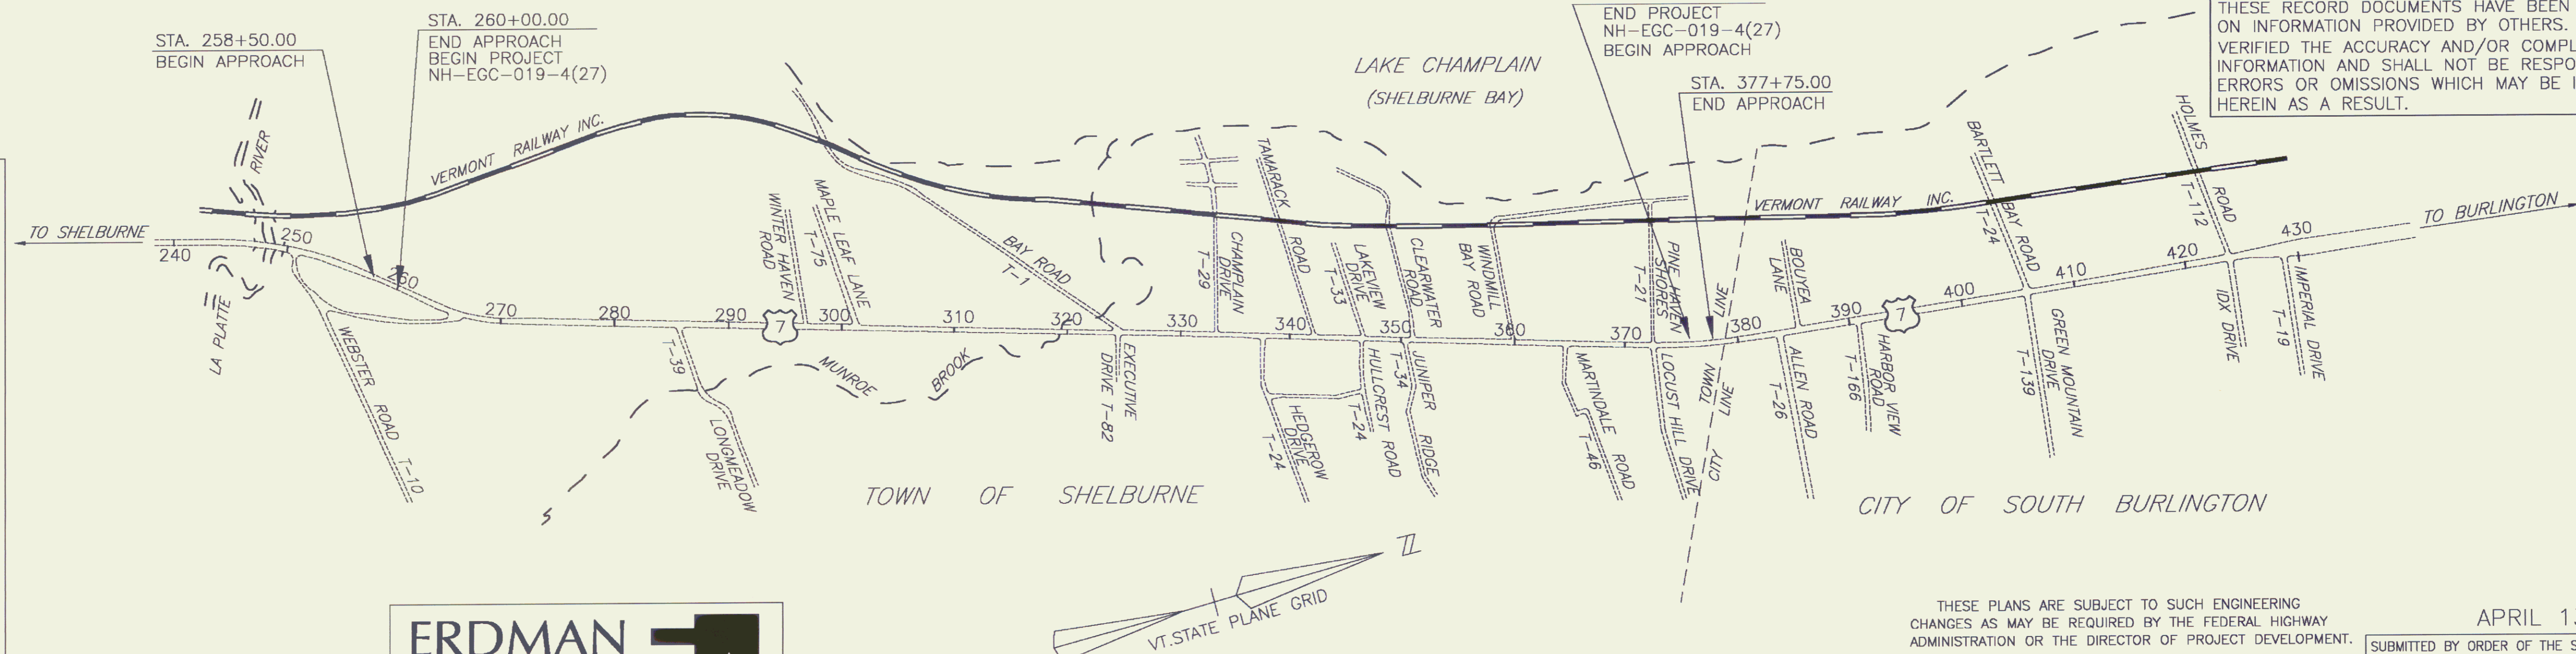 STA. 258+50.00
BEGIN APPROACH
STA. 260+00.00
END APPROACH
BEGIN PROJECT
NH-EGC-019-4(27)
END PROJECT
NH-EGC-019-4(27)
BEGIN APPROACH
STA. 377+75.00
END APPROACH
LAKE CHAMPLAIN
(SHELBURNE BAY)
THESE RECORD DOCUMENTS HAVE BEEN
ON INFORMATION PROVIDED BY OTHERS.
VERIFIED THE ACCURACY AND/OR COMPL
INFORMATION AND SHALL NOT BE RESPO
ERRORS OR OMISSIONS WHICH MAY BE I
HEREIN AS A RESULT.
RIVER
LA PLATTE
VERMONT RAILWAY INC.
VERMONT RAILWAY INC.
TO SHELBURNE
TO BURLINGTON
240
250
260
270
280
290
7
300
310
320
330
340
350
360
370
380
390
7
400
410
420
430
WINTER HAVEN
ROAD
MAPLE LEAF LANE
T-75
BAY ROAD
T-1
CHAMPLAIN
DRIVE
T-29
TAMARACK
ROAD
LAKEVIEW
DRIVE
T-33
CLEARWATER
ROAD
WINDMILL
BAY ROAD
PINE HAVEN
SHORES
T-21
BOUYEA
LANE
BARTLETT
BAY ROAD
T-24
HOLMES
ROAD
T-112
WEBSTER
ROAD T-10
T-39
LONGMEADOW
DRIVE
MUNROE
BROOK
EXECUTIVE
DRIVE T-82
HEDGEROW
DRIVE
T-24
HULLCREST ROAD
T-24
JUNIPER RIDGE
T-34
MARTINDALE
ROAD
T-46
LOCUST HILL DRIVE
TOWN LINE
CITY LINE
ALLEN ROAD
T-26
HARBOR VIEW
ROAD
T-166
GREEN MOUNTAIN
DRIVE
T-139
IDX DRIVE
IMPERIAL DRIVE
T-19
TOWN OF SHELBURNE
CITY OF SOUTH BURLINGTON
VT. STATE PLANE GRID
N
ERDMAN
THESE PLANS ARE SUBJECT TO SUCH ENGINEERING
CHANGES AS MAY BE REQUIRED BY THE FEDERAL HIGHWAY
ADMINISTRATION OR THE DIRECTOR OF PROJECT DEVELOPMENT.
APRIL
SUBMITTED BY ORDER OF THE S